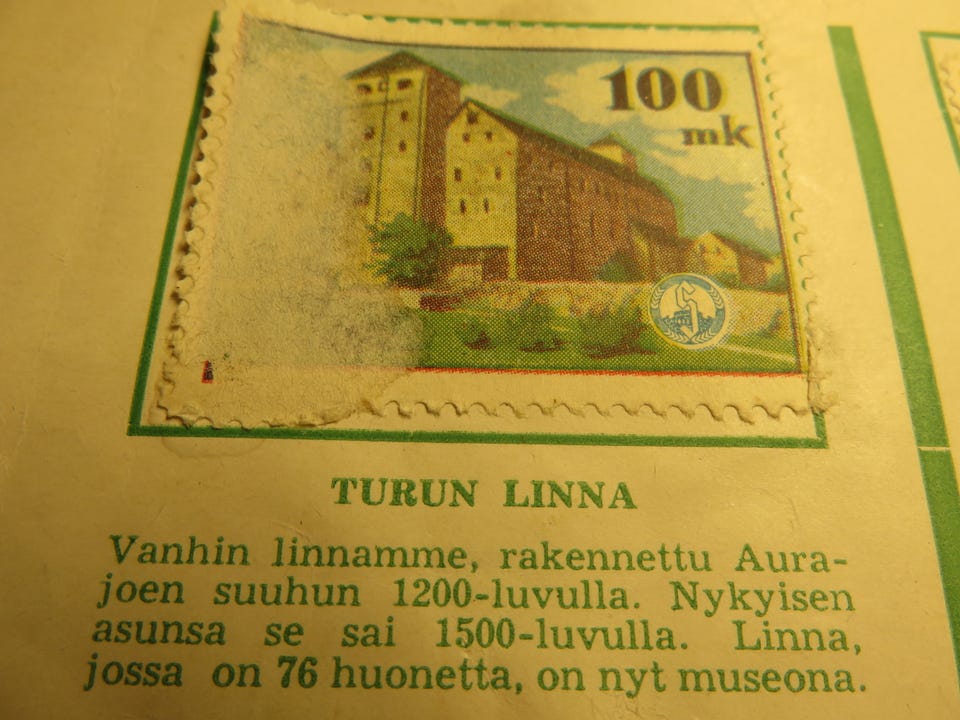 100
mk
S
TURUN LINNA
Vanhin linnamme, rakennettu Aura-
joen suuhun 1200-luvulla. Nykyisen
asunsa se sai 1500-luvulla. Linna,
jossa on 76 huonetta, on nyt museona.